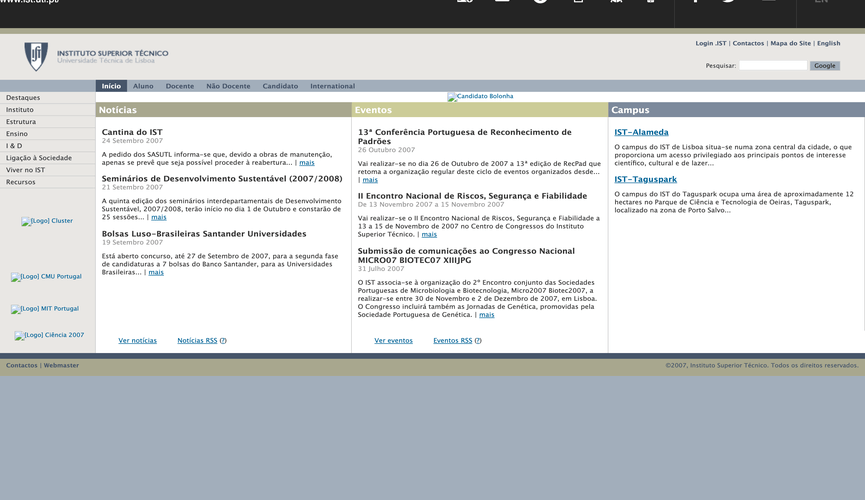 www.ist.utl.pt/
EN
INSTITUTO SUPERIOR TÉCNICO
Universidade Técnica de Lisboa
Login .IST | Contactos | Mapa do Site | English
Pesquisar:
Google
Início Aluno Docente Não Docente Candidato International
Destaques
Instituto
Estrutura
Ensino
I & D
Ligação à Sociedade
Viver no IST
Recursos
[Logo] Cluster
[Logo] CMU Portugal
[Logo] MIT Portugal
[Logo] Ciência 2007
Candidato Bolonha
Notícias
Cantina do IST
24 Setembro 2007
A pedido dos SASUTL informa-se que, devido a obras de manutenção,
apenas se prevê que seja possível proceder à reabertura... | mais
Seminários de Desenvolvimento Sustentável (2007/2008)
21 Setembro 2007
A quinta edição dos seminários interdepartamentais de Desenvolvimento
Sustentável, 2007/2008, terão início no dia 1 de Outubro e constarão de
25 sessões... | mais
Bolsas Luso-Brasileiras Santander Universidades
19 Setembro 2007
Está aberto concurso, até 27 de Setembro de 2007, para a segunda fase
de candidaturas a 7 bolsas do Banco Santander, para as Universidades
Brasileiras... | mais
Ver notícias Notícias RSS (?)
Eventos
13ª Conferência Portuguesa de Reconhecimento de
Padrões
26 Outubro 2007
Vai realizar-se no dia 26 de Outubro de 2007 a 13ª edição de RecPad que
retoma a organização regular deste ciclo de eventos organizados desde...
| mais
II Encontro Nacional de Riscos, Segurança e Fiabilidade
De 13 Novembro 2007 a 15 Novembro 2007
Vai realizar-se o II Encontro Nacional de Riscos, Segurança e Fiabilidade a
13 a 15 de Novembro de 2007 no Centro de Congressos do Instituto
Superior Técnico. | mais
Submissão de comunicações ao Congresso Nacional
MICRO07 BIOTEC07 XIIIJPG
31 Julho 2007
O IST associa-se à organização do 2º Encontro conjunto das Sociedades
Portuguesas de Microbiologia e Biotecnologia, Micro2007 Biotec2007, a
realizar-se entre 30 de Novembro e 2 de Dezembro de 2007, em Lisboa.
O Congresso incluirá também as Jornadas de Genética, promovidas pela
Sociedade Portuguesa de Genética. | mais
Ver eventos Eventos RSS (?)
Campus
IST-Alameda
O campus do IST de Lisboa situa-se numa zona central da cidade, o que
proporciona um acesso privilegiado aos principais pontos de interesse
científico, cultural e de lazer...
IST-Taguspark
O campus do IST do Taguspark ocupa uma área de aproximadamente 12
hectares no Parque de Ciência e Tecnologia de Oeiras, Taguspark,
localizado na zona do Porto Salvo...
Contactos | Webmaster
©2007, Instituto Superior Técnico. Todos os direitos reservados.